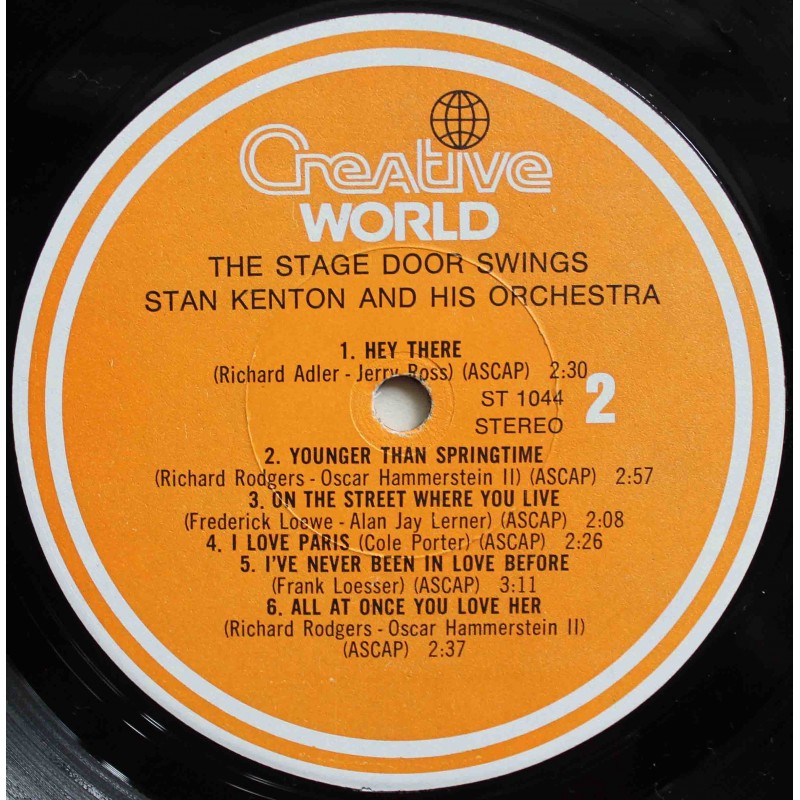 Creative
WORLD
THE STAGE DOOR SWINGS
STAN KENTON AND HIS ORCHESTRA
1. HEY THERE
(Richard Adler - Jerry Ross) (ASCAP) 2:30
ST 1044
STEREO
2
2. YOUNGER THAN SPRINGTIME
(Richard Rodgers - Oscar Hammerstein II) (ASCAP) 2:57
3. ON THE STREET WHERE YOU LIVE
(Frederick Loewe - Alan Jay Lerner) (ASCAP) 2:08
4. I LOVE PARIS (Cole Porter) (ASCAP) 2:26
5. I'VE NEVER BEEN IN LOVE BEFORE
(Frank Loesser) (ASCAP) 3:11
6. ALL AT ONCE YOU LOVE HER
(Richard Rodgers - Oscar Hammerstein II)
(ASCAP) 2:37